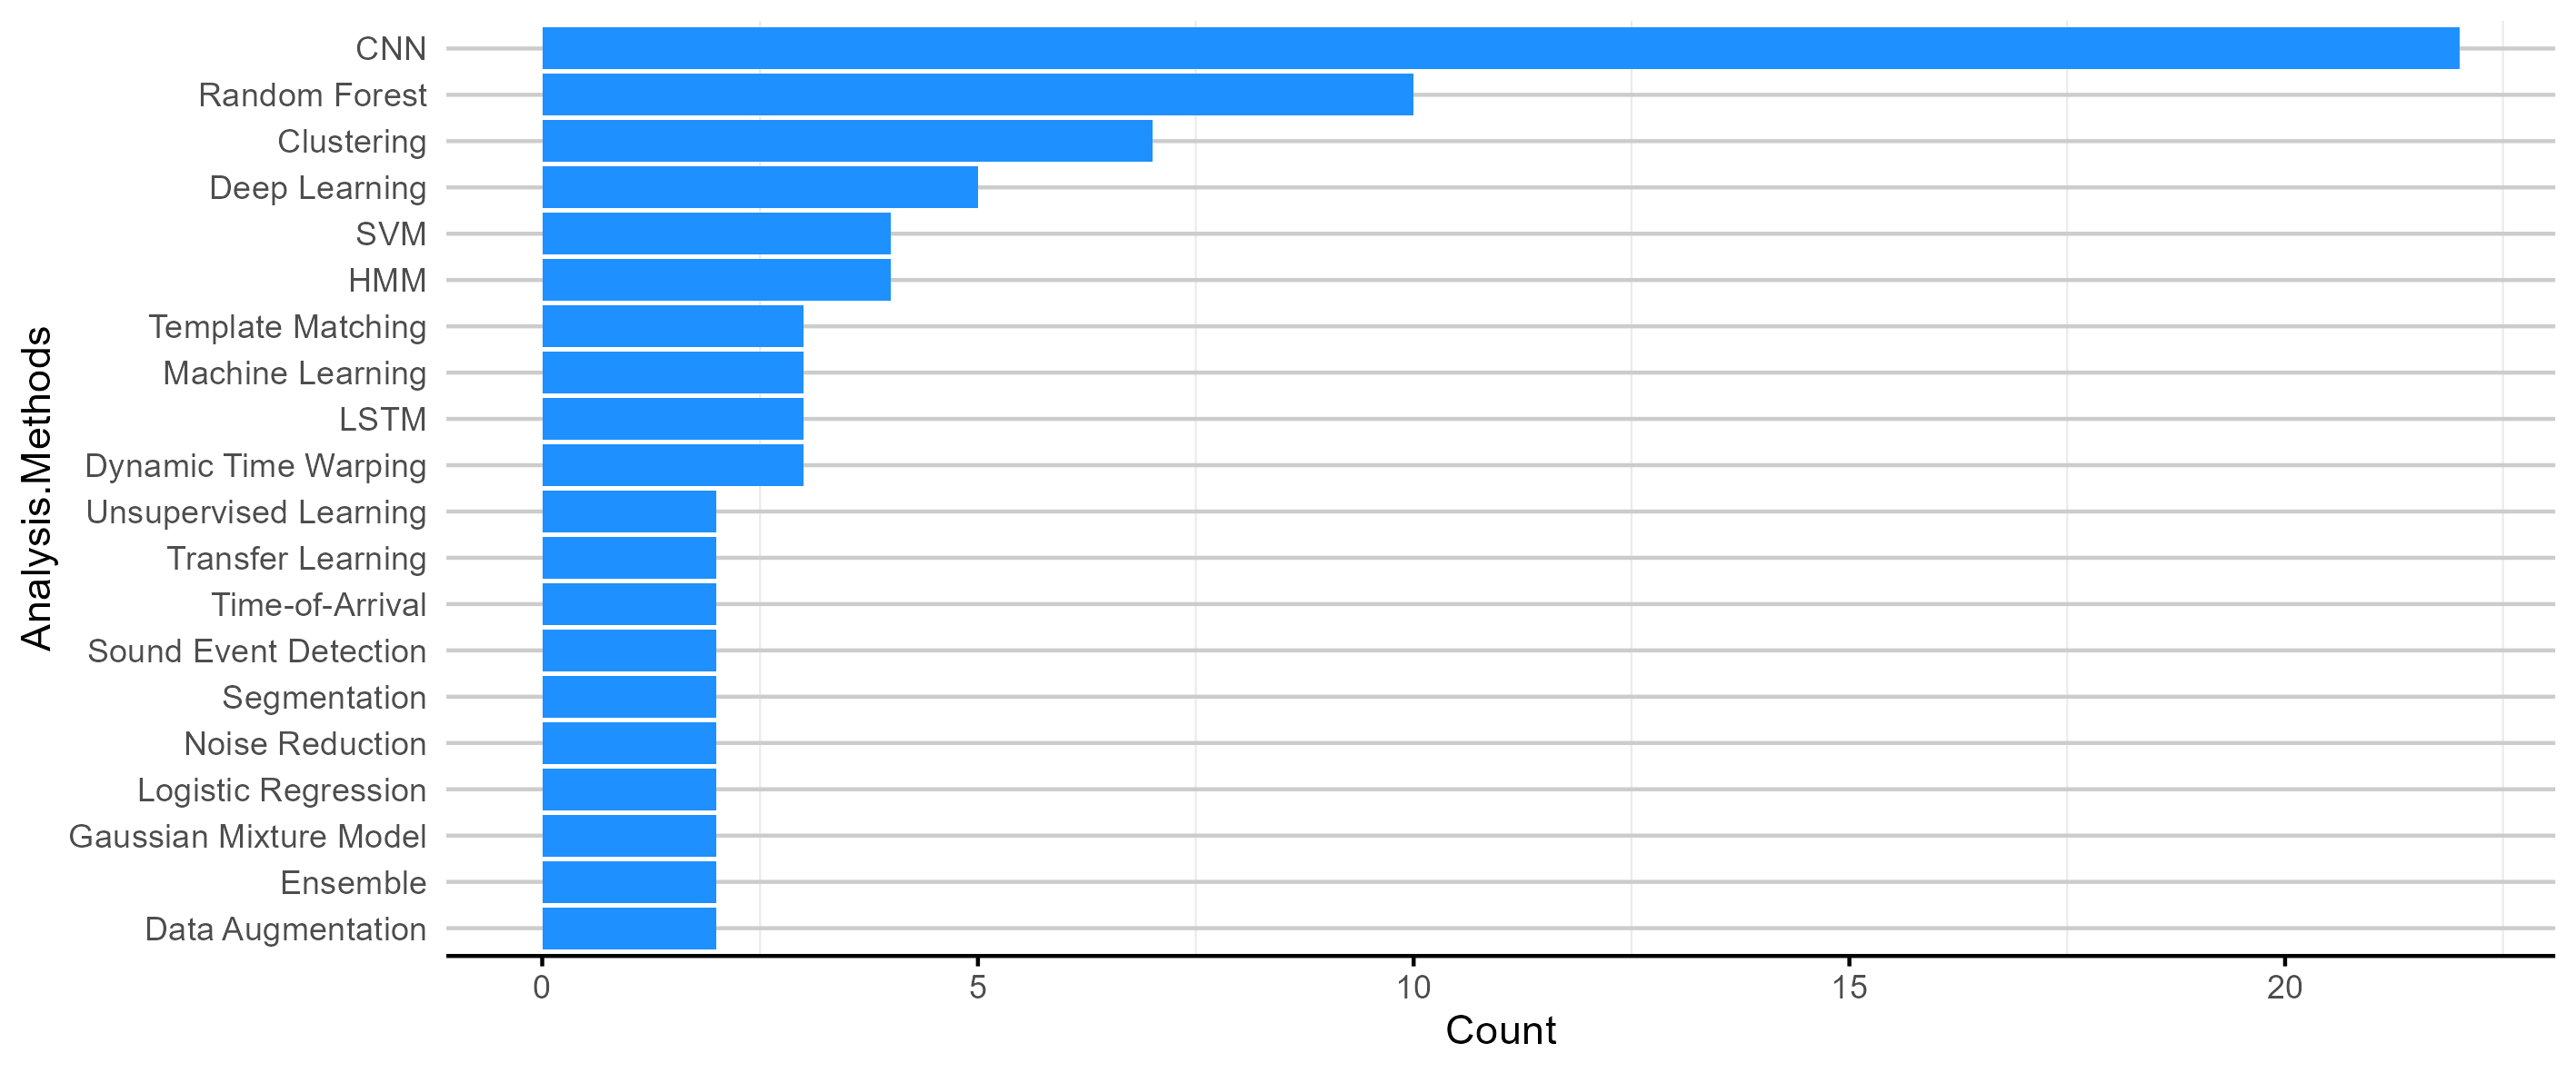 Analysis.Methods
CNN
Random Forest
Clustering
Deep Learning
SVM
HMM
Template Matching
Machine Learning
LSTM
Dynamic Time Warping
Unsupervised Learning
Transfer Learning
Time-of-Arrival
Sound Event Detection
Segmentation
Noise Reduction
Logistic Regression
Gaussian Mixture Model
Ensemble
Data Augmentation
0 5 10 15 20
Count